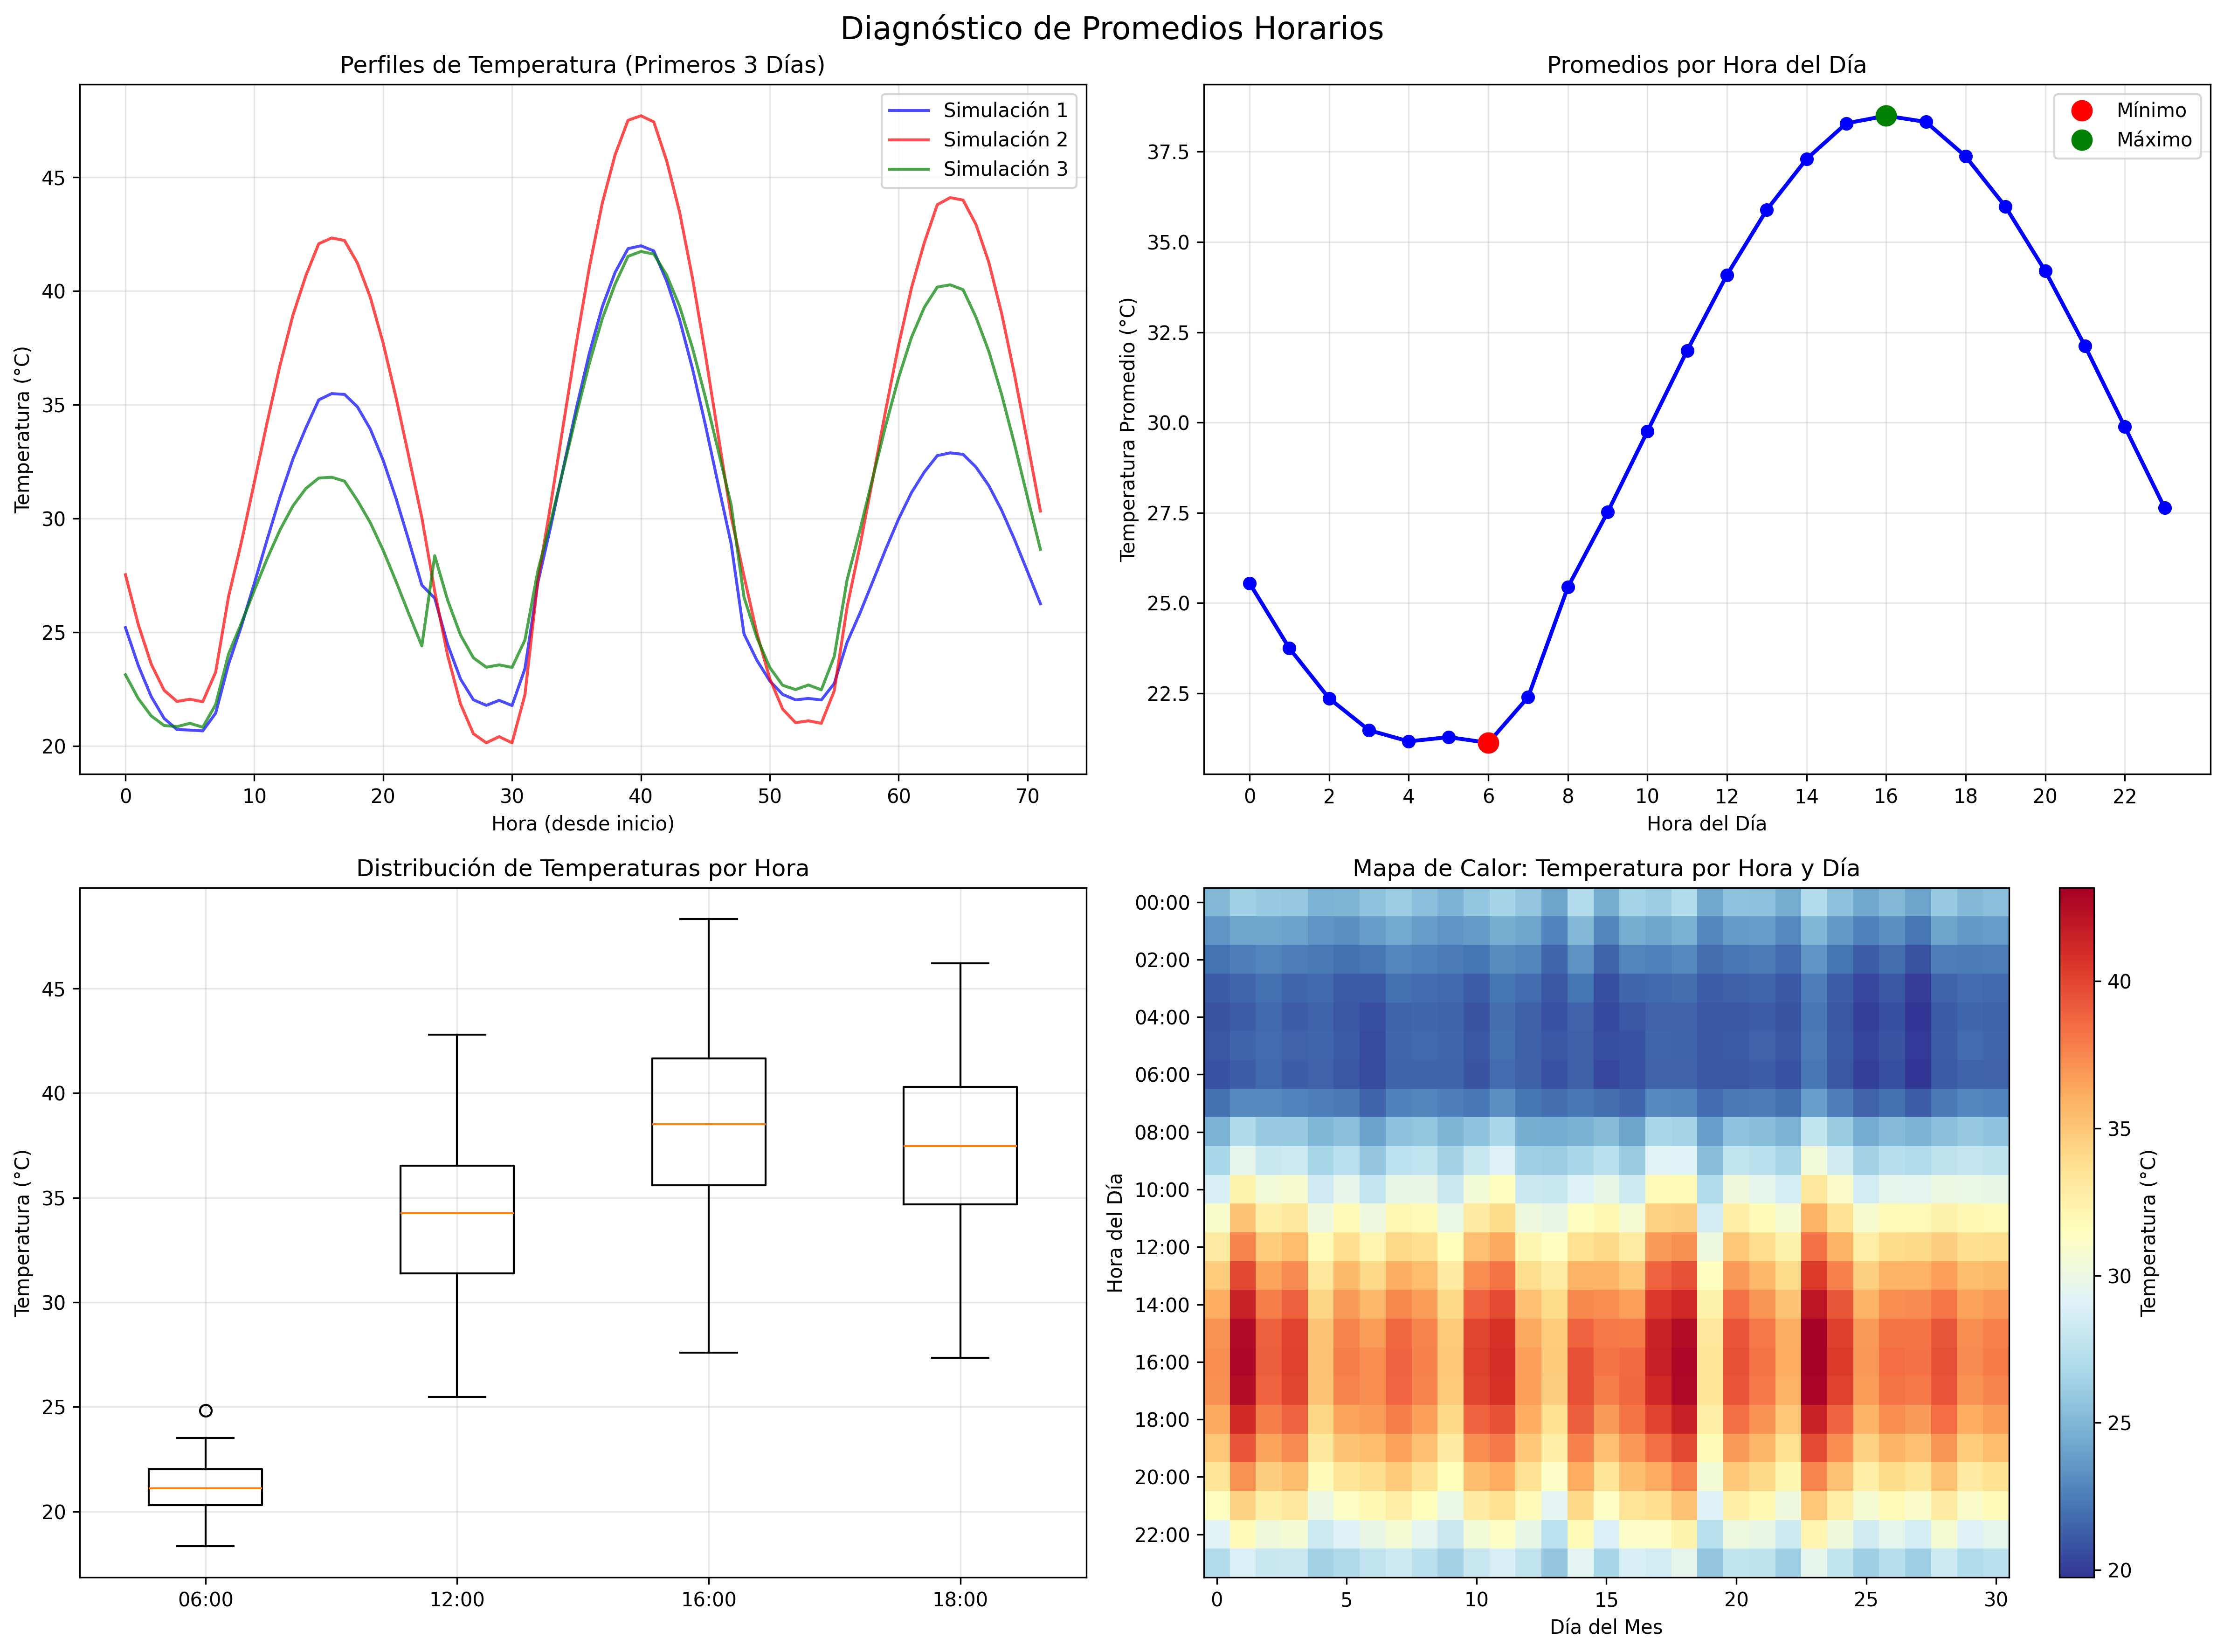 Diagnóstico de Promedios Horarios
Perfiles de Temperatura (Primeros 3 Días)
Temperatura (°C)
45
40
35
30
25
20
Simulación 1
Simulación 2
Simulación 3
0 10 20 30 40 50 60 70
Hora (desde inicio)
Promedios por Hora del Día
Temperatura Promedio (°C)
37.5
35.0
32.5
30.0
27.5
25.0
22.5
Mínimo
Máximo
0 2 4 6 8 10 12 14 16 18 20 22
Hora del Día
Distribución de Temperaturas por Hora
Temperatura (°C)
45
40
35
30
25
20
06:00 12:00 16:00 18:00
Mapa de Calor: Temperatura por Hora y Día
Hora del Día
00:00
02:00
04:00
06:00
08:00
10:00
12:00
14:00
16:00
18:00
20:00
22:00
0 5 10 15 20 25 30
Día del Mes
40
35
30
25
20
Temperatura (°C)